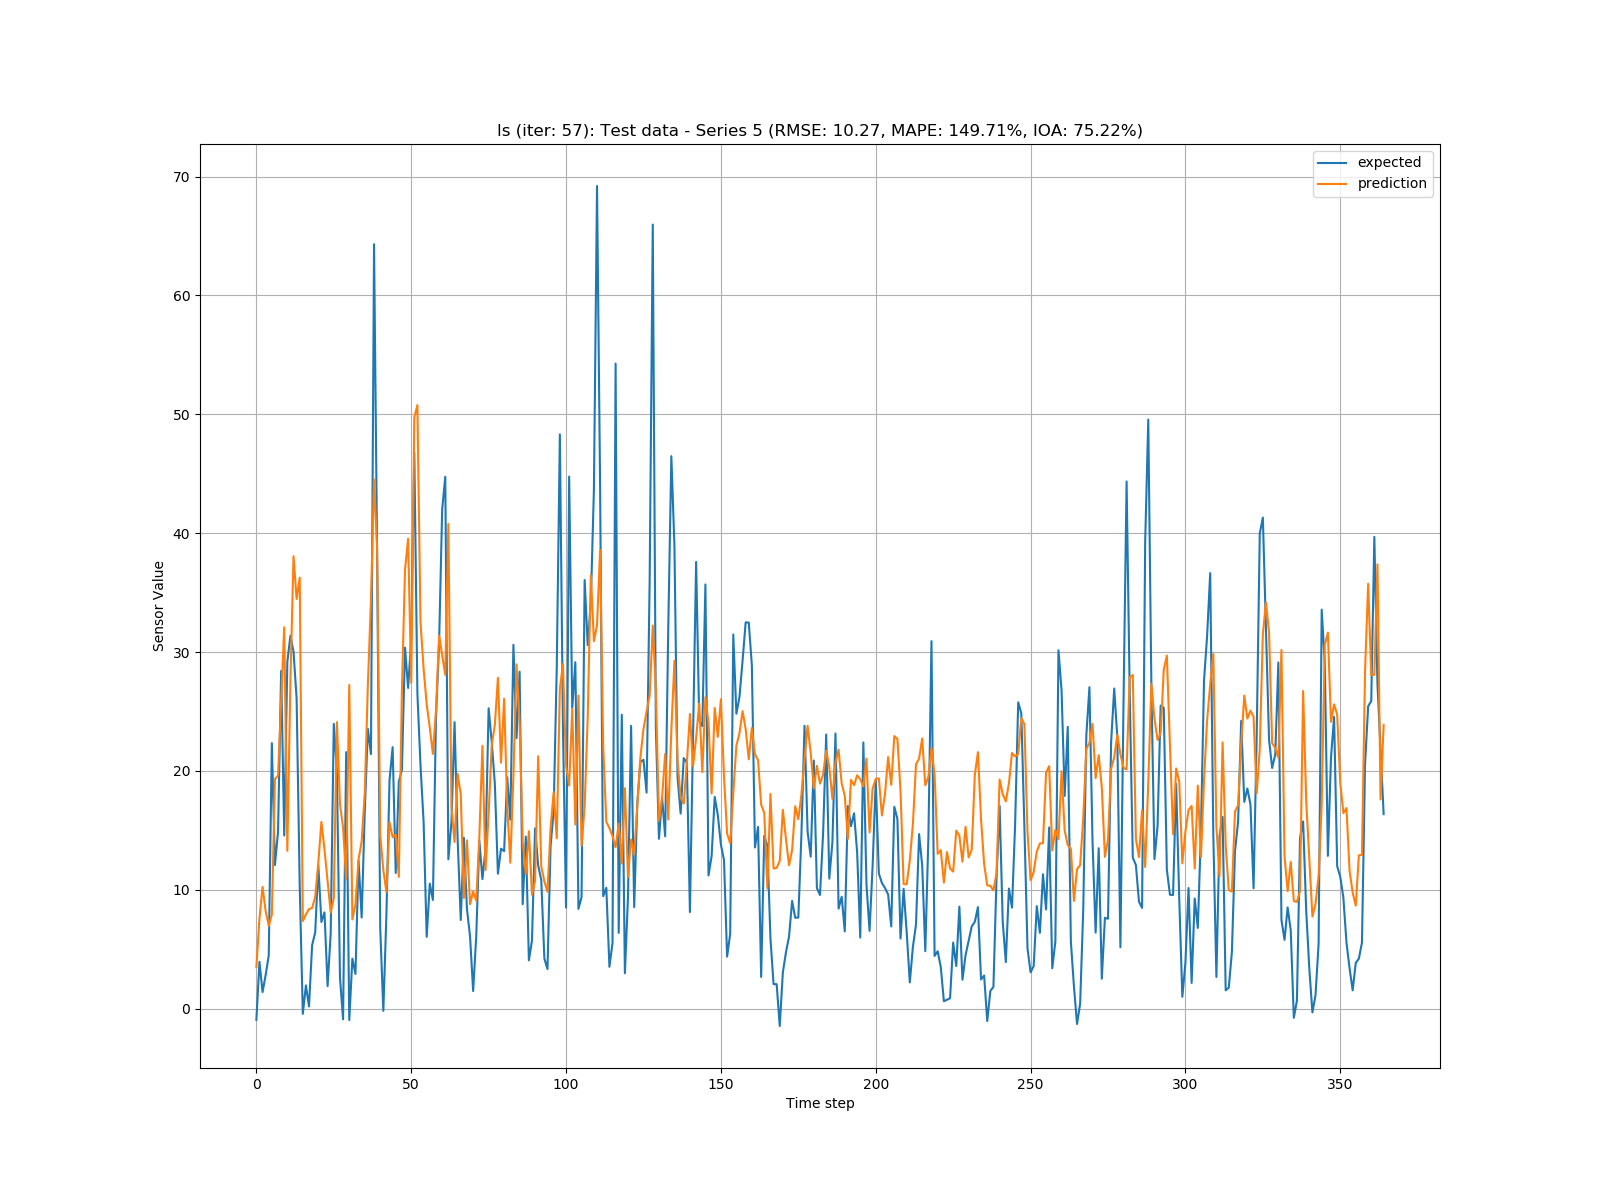 ls (iter: 57): Test data - Series 5 (RMSE: 10.27, MAPE: 149.71%, IOA: 75.22%)
expected
prediction
70
60
50
40
30
20
10
0
Sensor Value
0 50 100 150 200 250 300 350
Time step